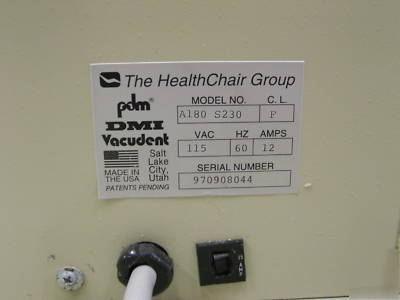 The HealthChair Group
pdm
DMI
Vacudent
MADE IN
THE USA
Salt
Lake
City,
Utah
PATENTS PENDING
MODEL NO. C. L.
A180 S230 F
VAC HZ AMPS
115 60 12
SERIAL NUMBER
970908044